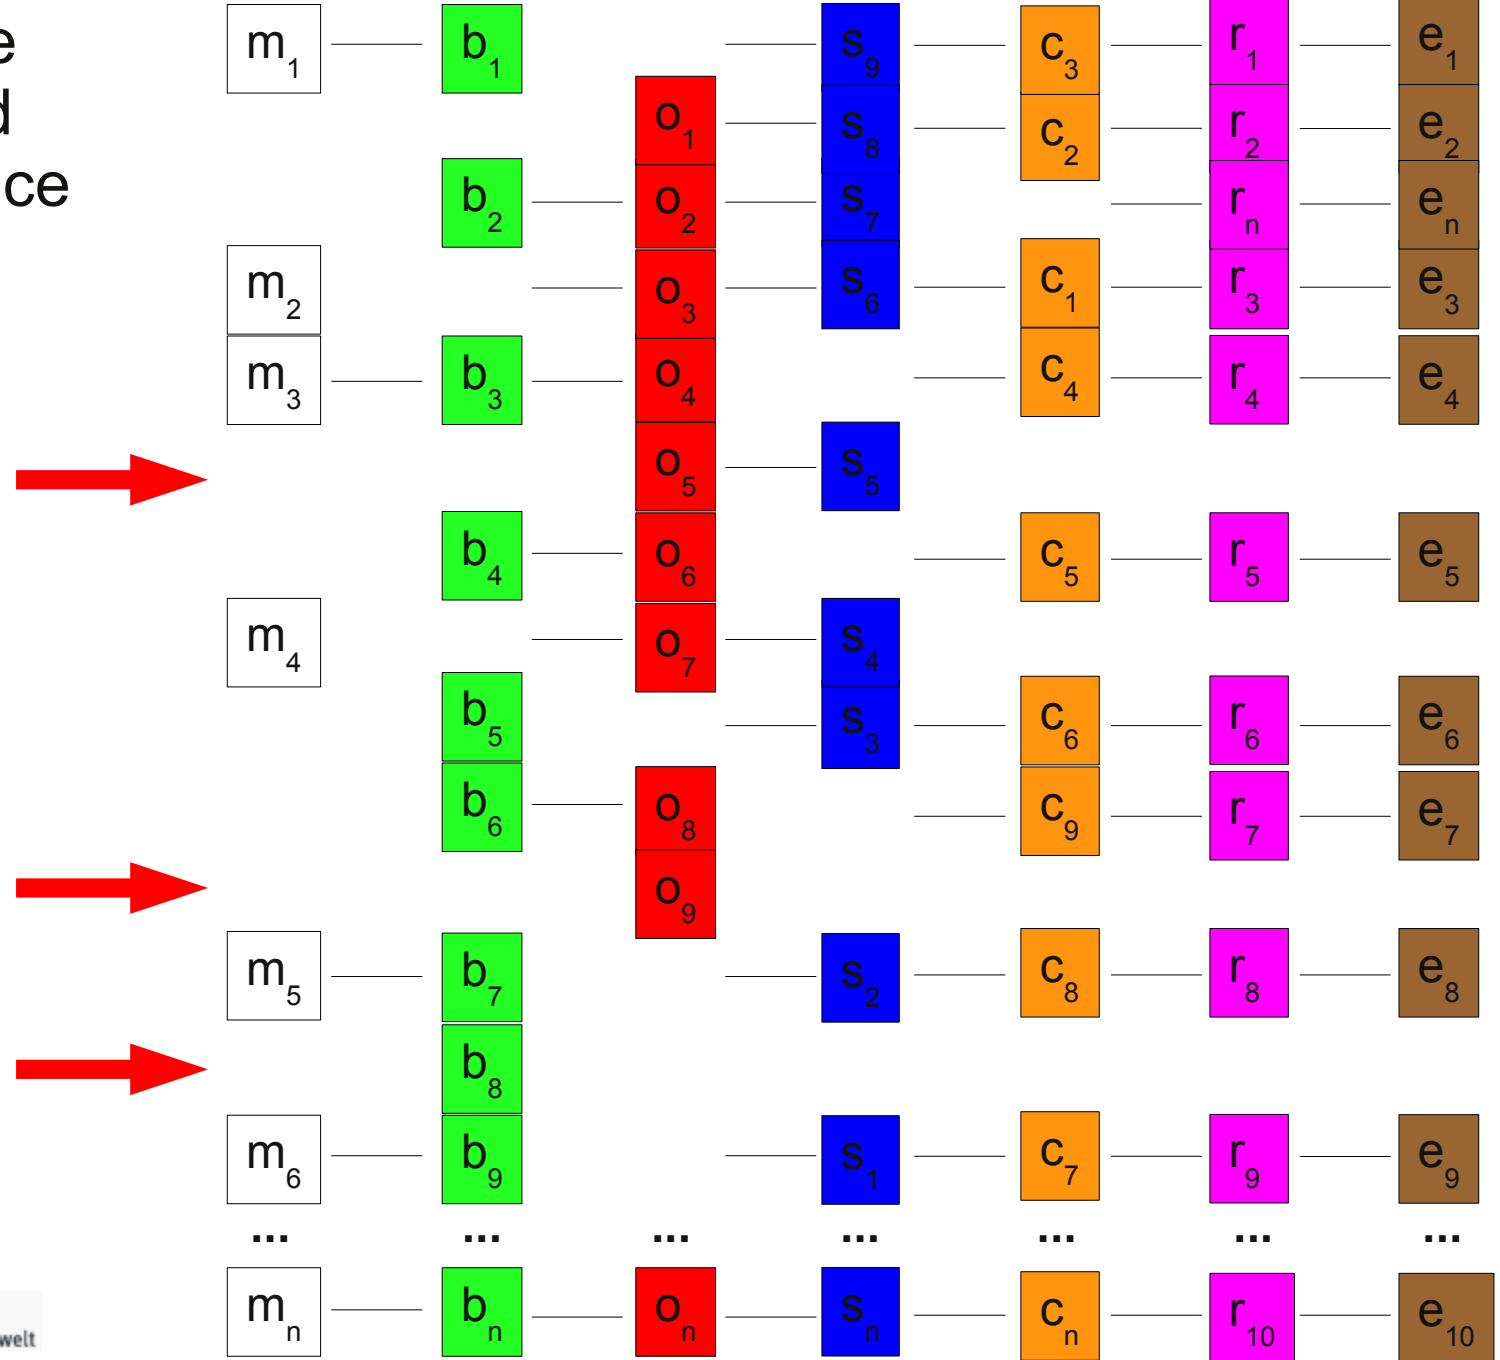 e
d
ce
m1 b1 s9 c3 r1 e1
o1 s8 c2 r2 e2
b2 o2 s7 rn en
m2 o3 s6 c1 r3 e3
m3 b3 o4 c4 r4 e4
o5 s5
b4 o6 c5 r5 e5
m4 o7 s4
b5 s3 c6 r6 e6
b6 o8 c9 r7 e7
o9
m5 b7 s2 c8 r8 e8
b8
m6 b9 s1 c7 r9 e9
... ... ... ... ... ... ...
mn bn on sn cn r10 e10
welt